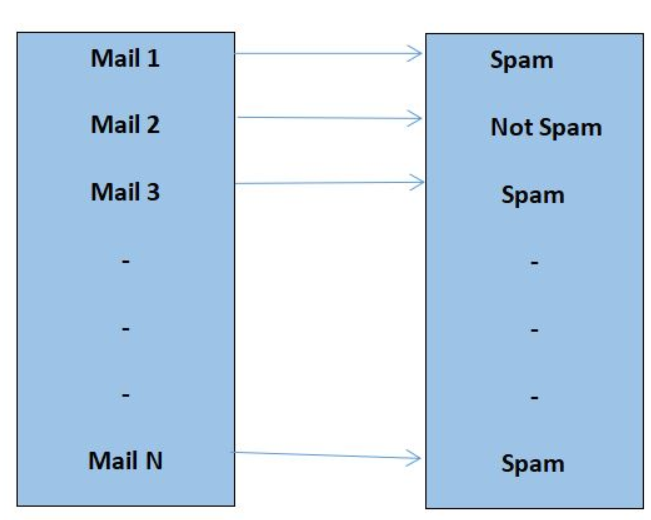 Mail 1
Spam
Mail 2
Not Spam
Mail 3
Spam
-
-
-
-
-
-
Mail N
Spam